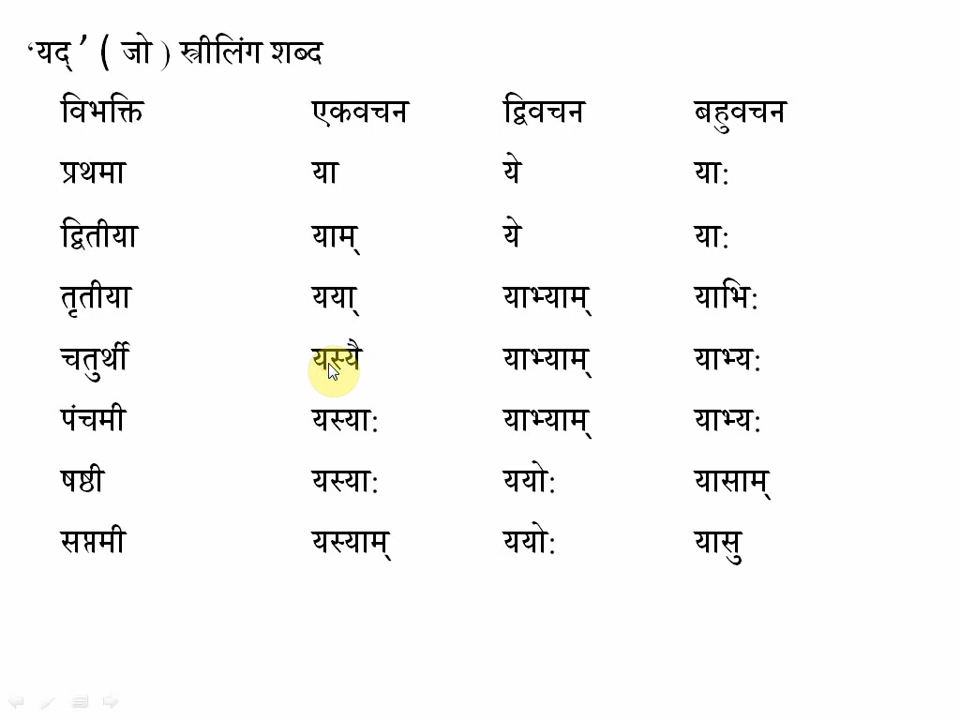 ‘यद्’ ( जो ) स्त्रीलिंग शब्द
विभक्ति एकवचन द्विवचन बहुवचन
प्रथमा या ये या:
द्वितीया याम् ये या:
तृतीया यया् याभ्याम् याभि:
चतुर्थी यस्यै याभ्याम् याभ्य:
पंचमी यस्या: याभ्याम् याभ्य:
षष्ठी यस्या: ययो: यासाम्
सप्तमी यस्याम् ययो: यासु